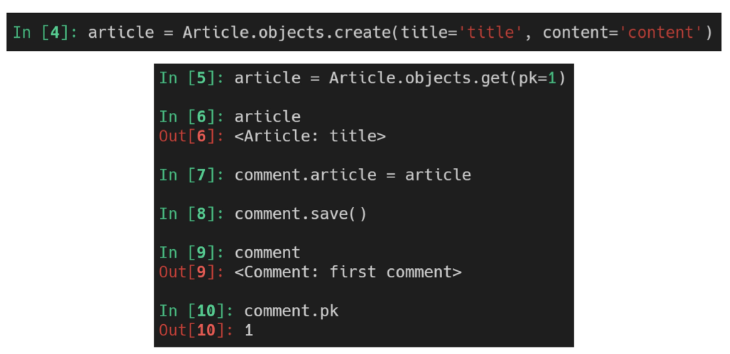 In [4]: article = Article.objects.create(title='title', content='content')
In [5]: article = Article.objects.get(pk=1)
In [6]: article
Out[6]: <Article: title>
In [7]: comment.article = article
In [8]: comment.save()
In [9]: comment
Out[9]: <Comment: first comment>
In [10]: comment.pk
Out[10]: 1